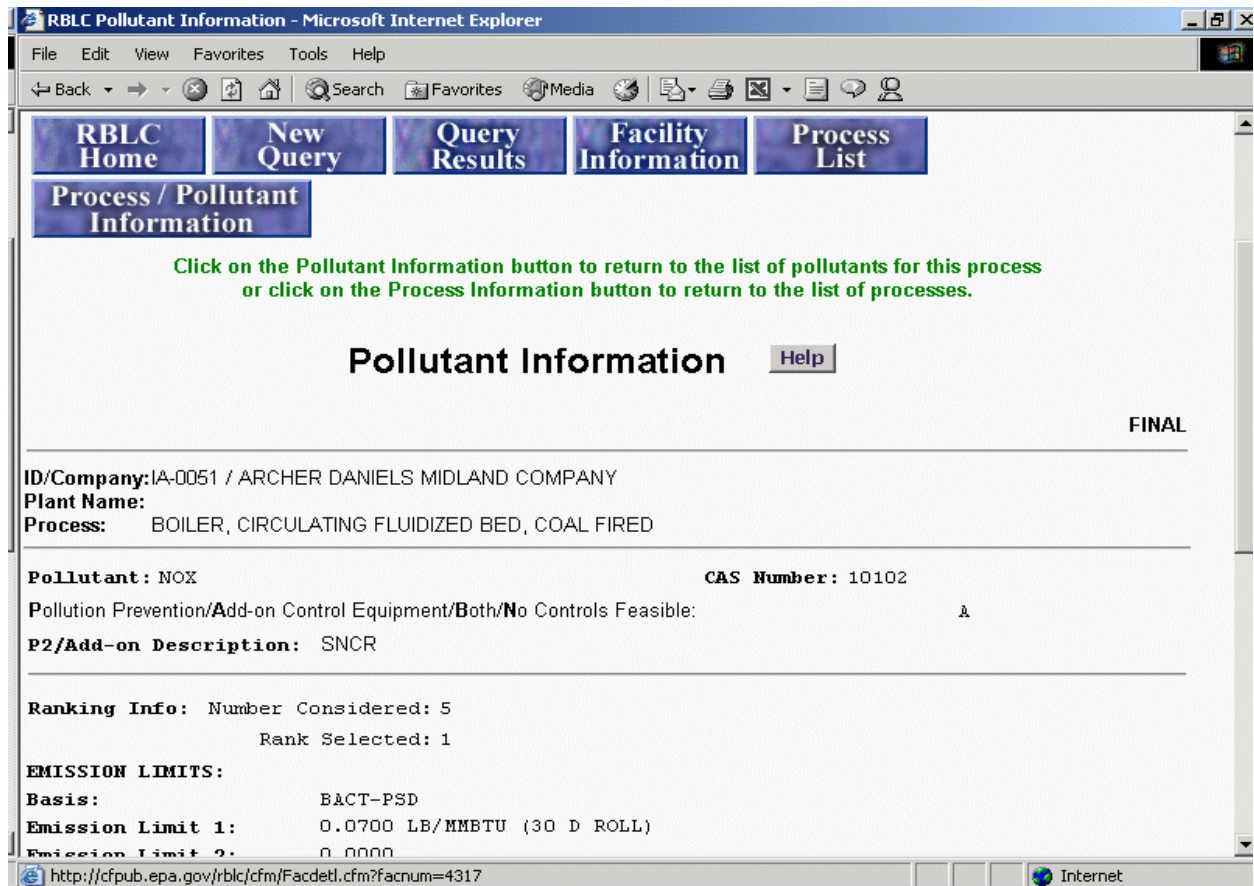 RBLC Pollutant Information - Microsoft Internet Explorer
File Edit View Favorites Tools Help
Back Search Favorites Media
RBLC Home New Query Query Results Facility Information Process List
Process / Pollutant Information
Click on the Pollutant Information button to return to the list of pollutants for this process
or click on the Process Information button to return to the list of processes.
Pollutant Information Help
FINAL
ID/Company:IA-0051 / ARCHER DANIELS MIDLAND COMPANY
Plant Name:
Process: BOILER, CIRCULATING FLUIDIZED BED, COAL FIRED
Pollutant: NOX CAS Number: 10102
Pollution Prevention/Add-on Control Equipment/Both/No Controls Feasible: A
P2/Add-on Description: SNCR
Ranking Info: Number Considered: 5
Rank Selected: 1
EMISSION LIMITS:
Basis: BACT-PSD
Emission Limit 1: 0.0700 LB/MMBTU (30 D ROLL)
Emission Limit 2: 0.0000
http://cfpub.epa.gov/rblc/cfm/Facdetl.cfm?facnum=4317 Internet